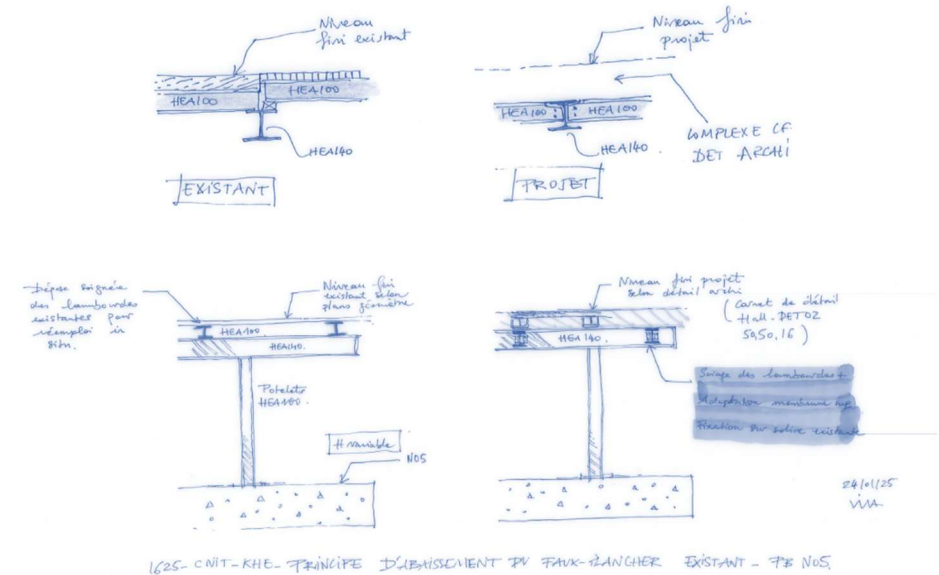 Niveau
fini existant
HEA100
HEA100
HEA140
EXISTANT
Niveau fini
projet
HEA100
HEA100
HEA140
COMPLEXE CF
DET ARCHI
PROJET
Dépose soignée
des lambourdes
existantes pour
réemploi in
situ.
Niveau fini
existant selon
plans géomètre
HEA100
HEA140.
Potelets
HEA100.
H variable
N05
Niveau fini projet
selon détail archi
(Carnet de détail
Hall-DET02
50,50,16)
HEA 140.
des lambourdes +
membrure sup
Fixation sur solive existante
24/01/25
1625-CNIT-KHE-PRINCIPE D'ABAISSEMENT DU FAUX-PLANCHER EXISTANT - PB N05.